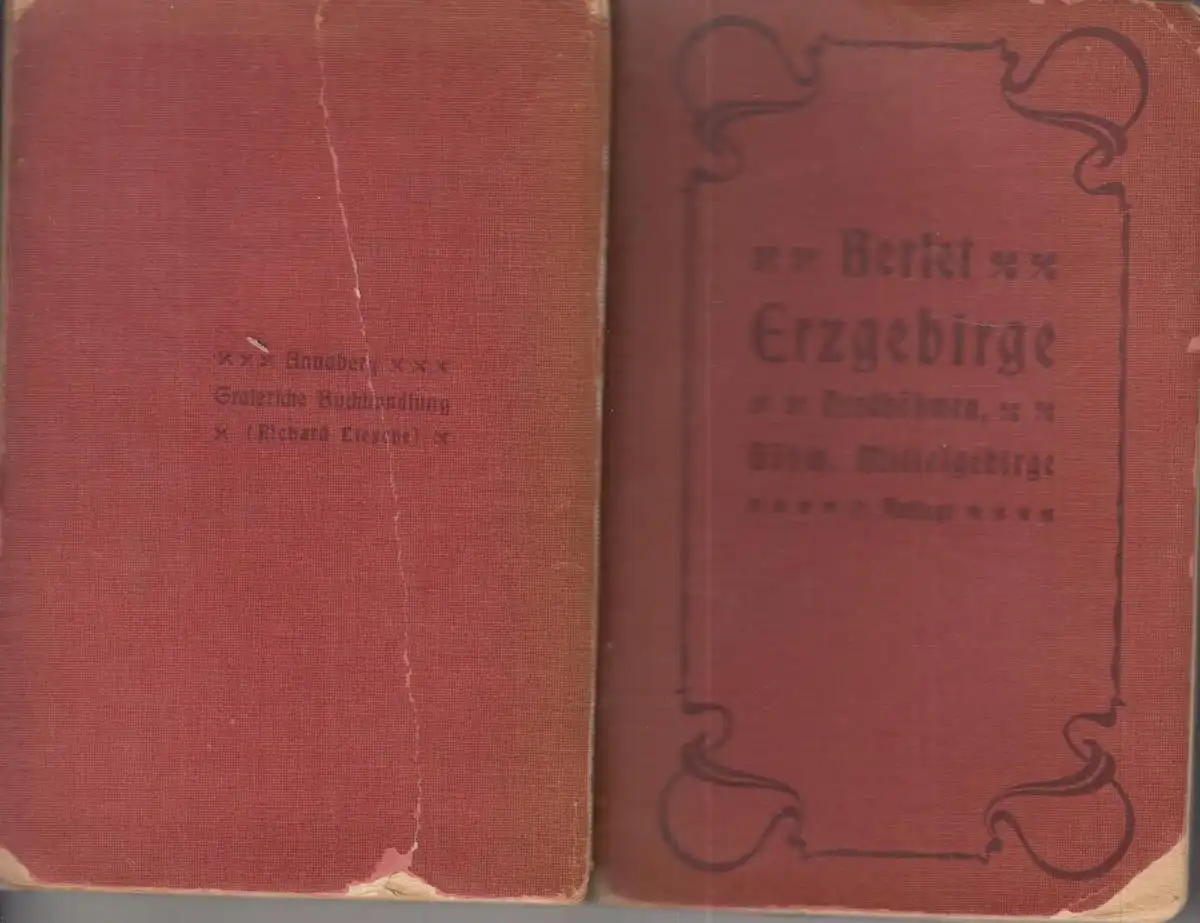 Annaberg
Graser'sche Buchhandlung
(Richard Liesche)
Berlet
Erzgebirge
Nordböhmen,
Böhm. Mittelgebirge
Auflage